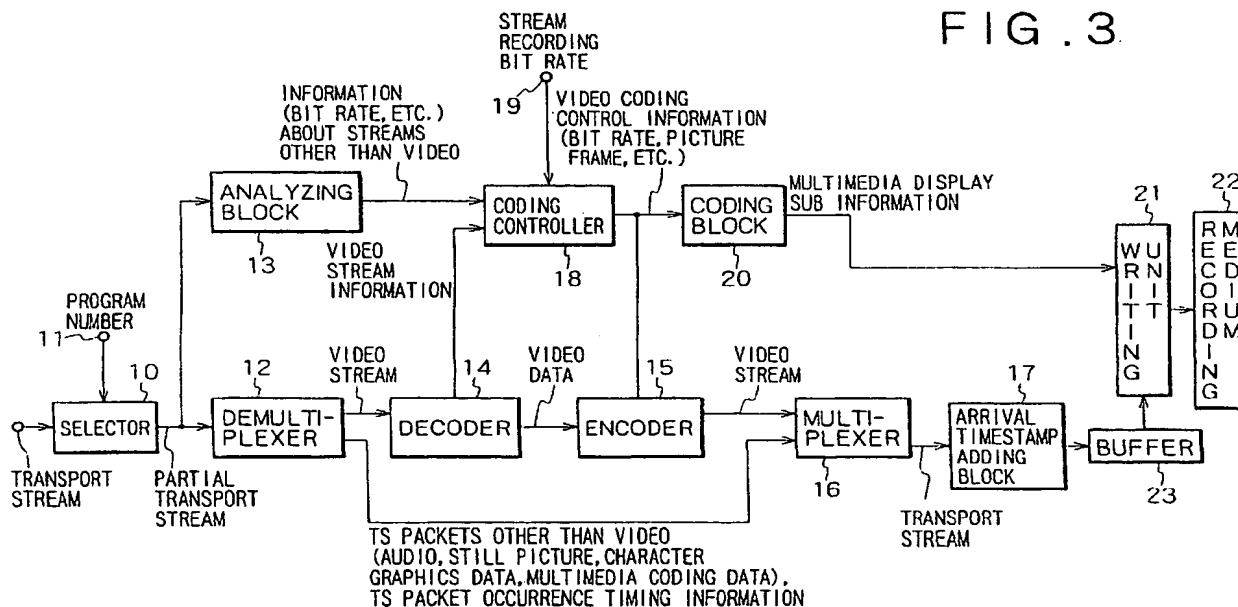 FIG.3
STREAM
RECORDING
BIT RATE
19
INFORMATION
(BIT RATE, ETC.)
ABOUT STREAMS
OTHER THAN VIDEO
VIDEO CODING
CONTROL INFORMATION
(BIT RATE, PICTURE
FRAME, ETC.)
ANALYZING
BLOCK
13
CODING
CONTROLLER
18
CODING
BLOCK
20
MULTIMEDIA DISPLAY
SUB INFORMATION
21
WRITING
UNIT
22
RECORDING
MEDIUM
VIDEO
STREAM
INFORMATION
PROGRAM
NUMBER
11
10
SELECTOR
TRANSPORT
STREAM
PARTIAL
TRANSPORT
STREAM
12
DEMULTI-
PLEXER
VIDEO
STREAM
14
DECODER
VIDEO
DATA
15
ENCODER
VIDEO
STREAM
MULTI-
PLEXER
16
17
ARRIVAL
TIMESTAMP
ADDING
BLOCK
TRANSPORT
STREAM
BUFFER
23
TS PACKETS OTHER THAN VIDEO
(AUDIO, STILL PICTURE, CHARACTER
GRAPHICS DATA, MULTIMEDIA CODING DATA),
TS PACKET OCCURRENCE TIMING INFORMATION